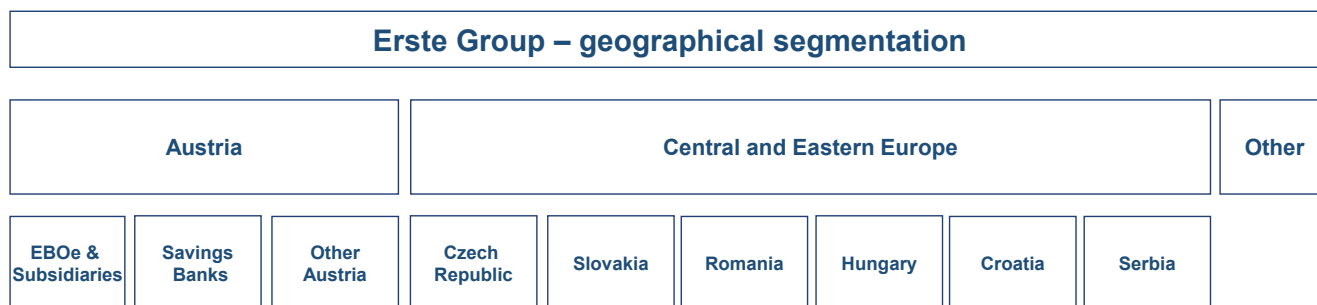 Erste Group – geographical segmentation
Austria
Central and Eastern Europe
Other
EBOe &
Subsidiaries
Savings
Banks
Other
Austria
Czech
Republic
Slovakia
Romania
Hungary
Croatia
Serbia